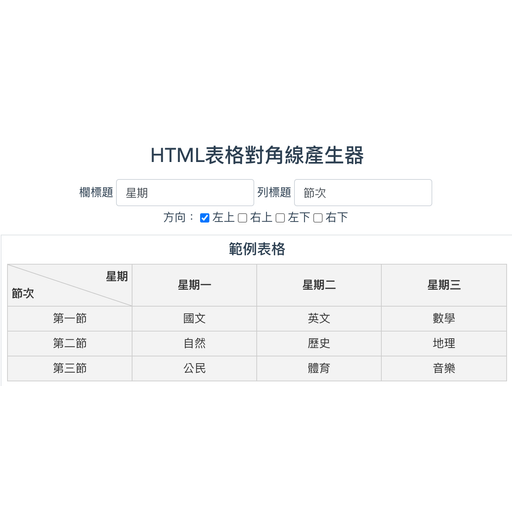 HTML表格對角線產生器
欄標題 星期 列標題 節次
方向： 左上 右上 左下 右下
範例表格
星期
節次 星期一 星期二 星期三
第一節 國文 英文 數學
第二節 自然 歷史 地理
第三節 公民 體育 音樂